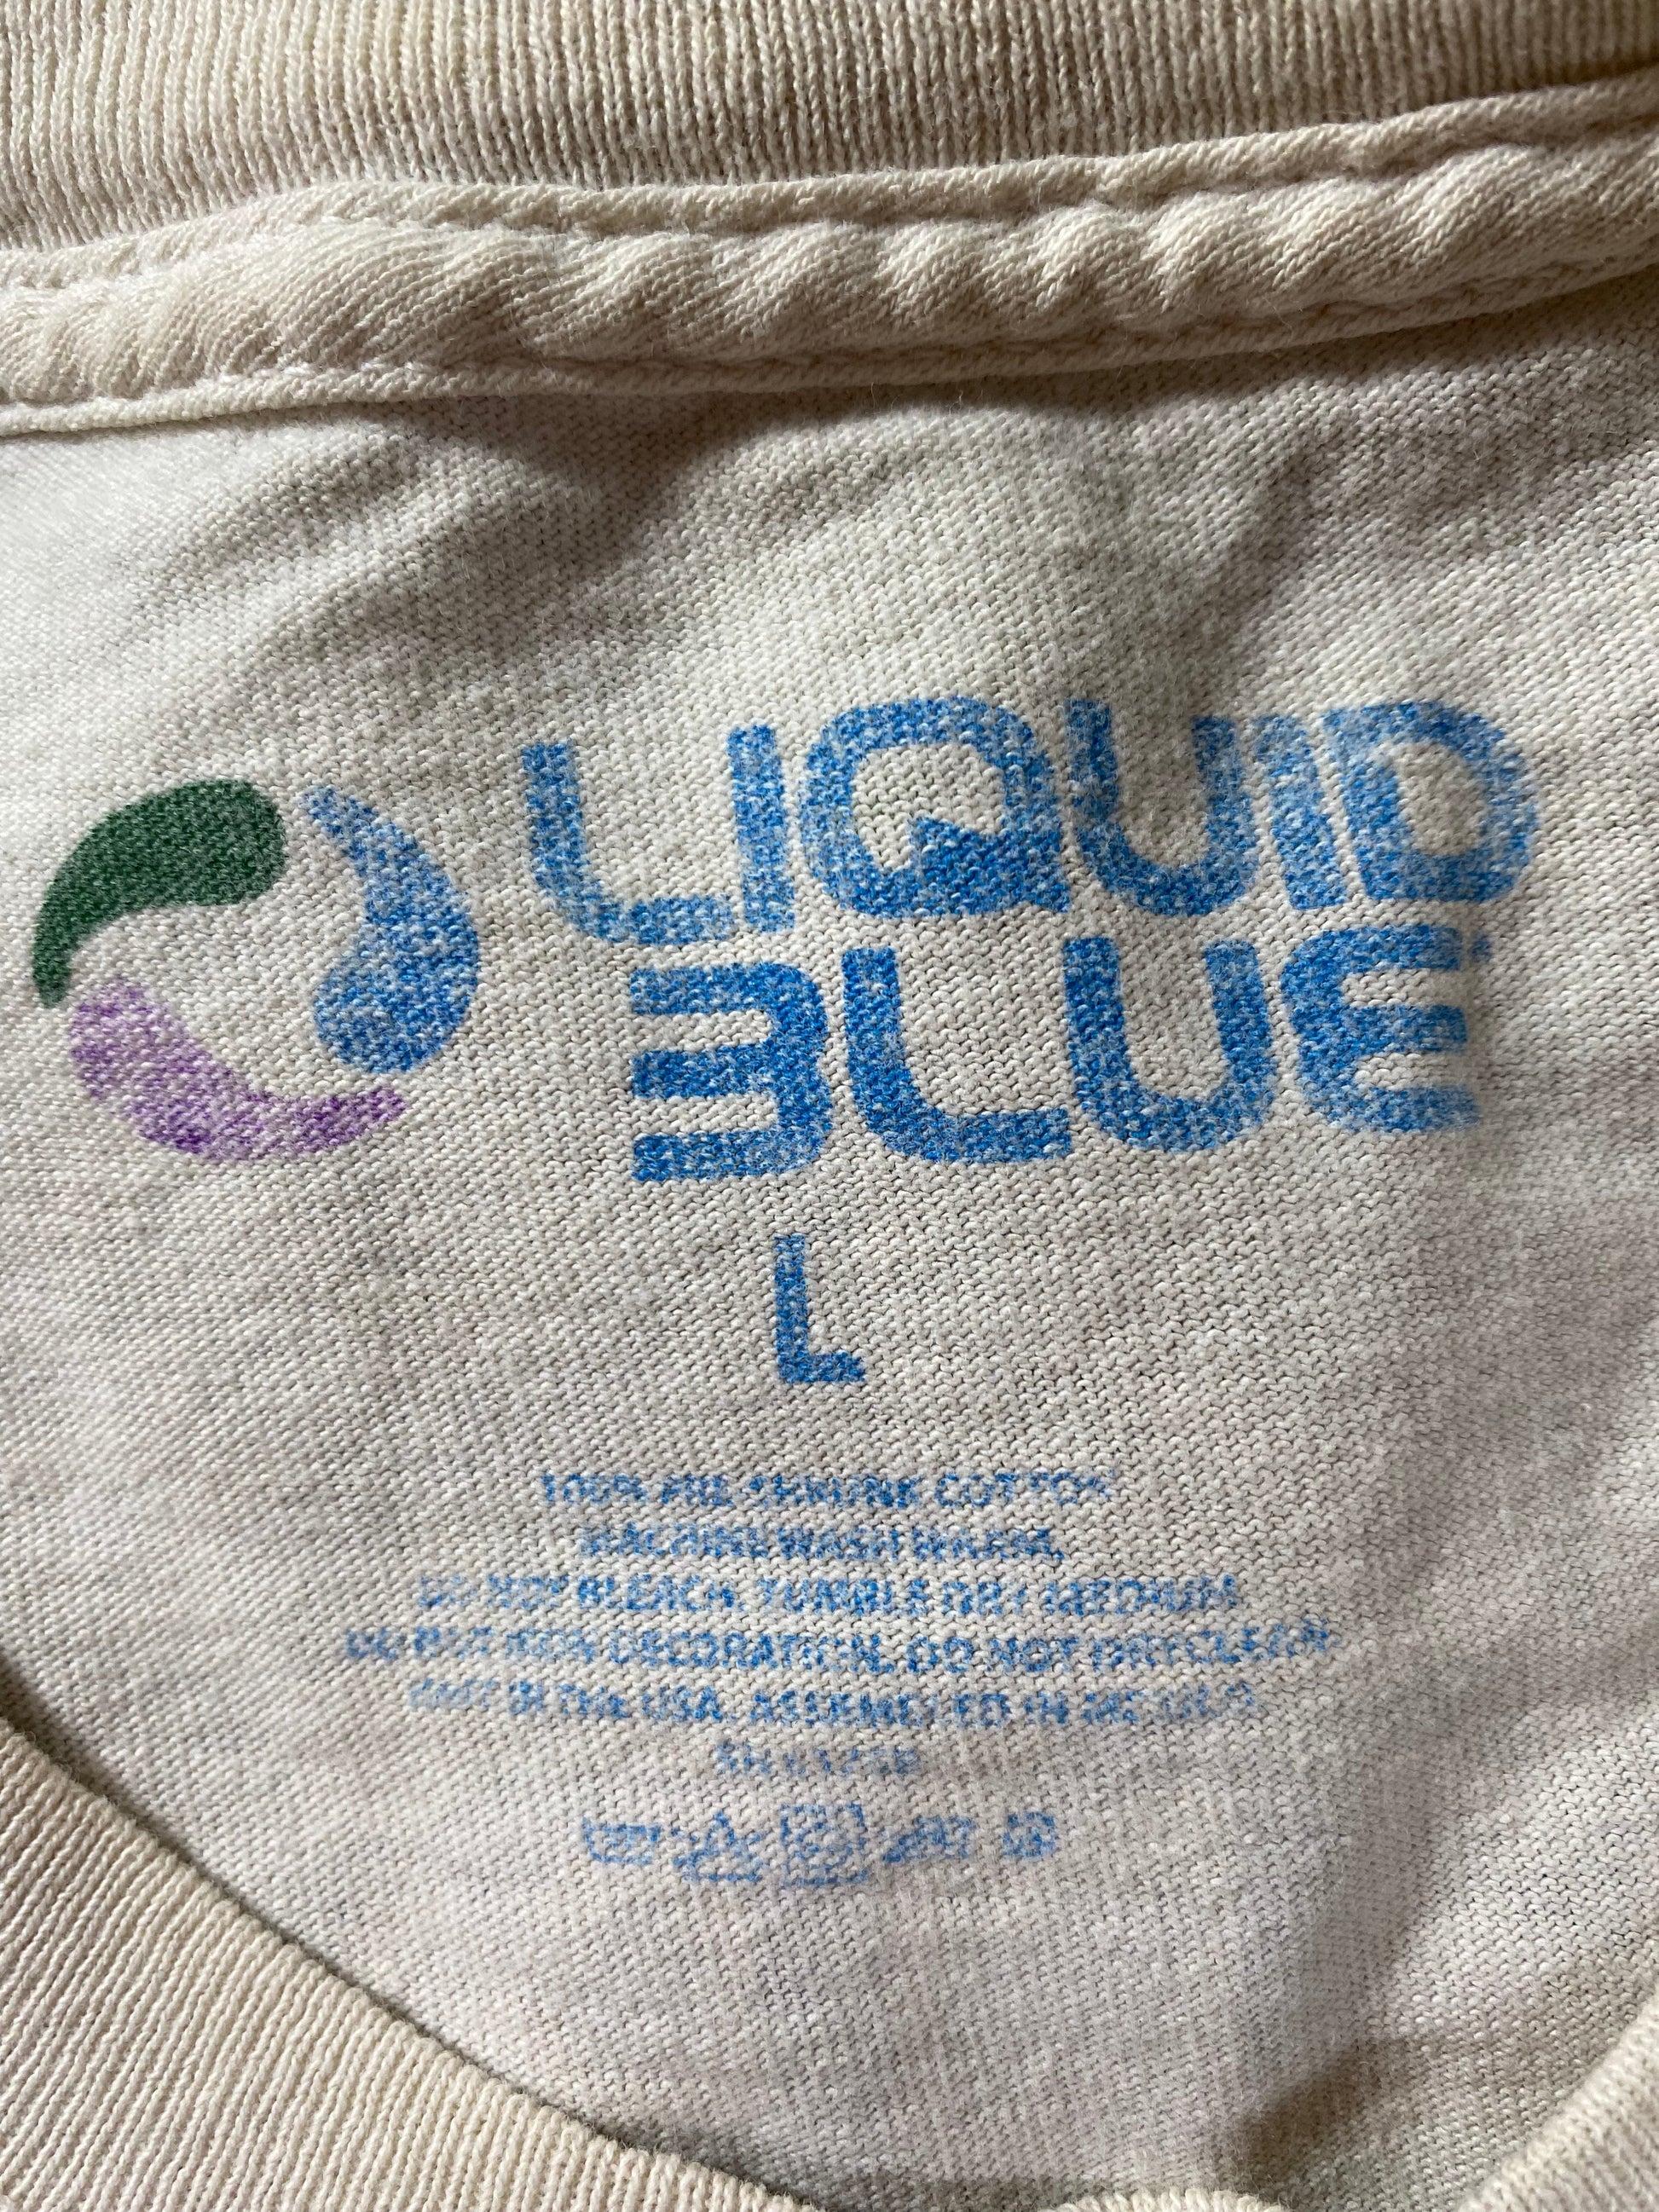 LIQUID
BLUE
L
100% PRE-SHRUNK COTTON
MACHINE WASH WARM,
DO NOT BLEACH. TUMBLE DRY MEDIUM
DO NOT IRON DECORATION. DO NOT DRYCLEAN
KNIT IN THE USA. ASSEMBLED IN MEXICO.